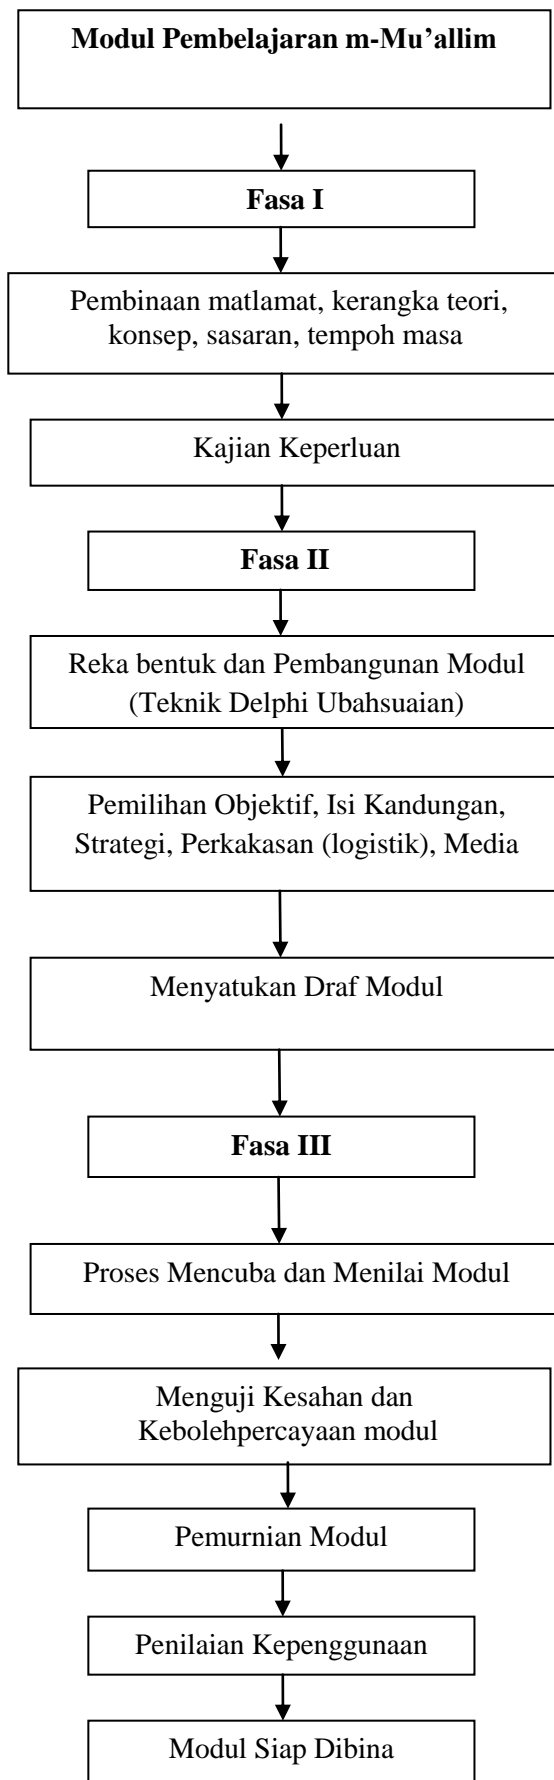 Modul Pembelajaran m-Mu’allim
Fasa I
Pembinaan matlamat, kerangka teori,
konsep, sasaran, tempoh masa
Kajian Keperluan
Fasa II
Reka bentuk dan Pembangunan Modul
(Teknik Delphi Ubahsuaian)
Pemilihan Objektif, Isi Kandungan,
Strategi, Perkakasan (logistik), Media
Menyatukan Draf Modul
Fasa III
Proses Mencuba dan Menilai Modul
Menguji Kesahan dan
Kebolehpercayaan modul
Pemurnian Modul
Penilaian Kepenggunaan
Modul Siap Dibina